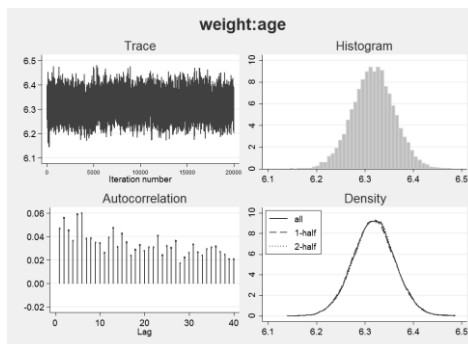 weight:age
Trace
6.5
6.4
6.3
6.2
6.1
0 5000 10000 15000 20000
Iteration number
Histogram
10
8
6
4
2
0
6.1 6.2 6.3 6.4 6.5
Autocorrelation
0.06
0.04
0.02
0.00
-0.02
0 10 20 30 40
Lag
Density
10
8
6
4
2
0
all
1-half
2-half
6.1 6.2 6.3 6.4 6.5